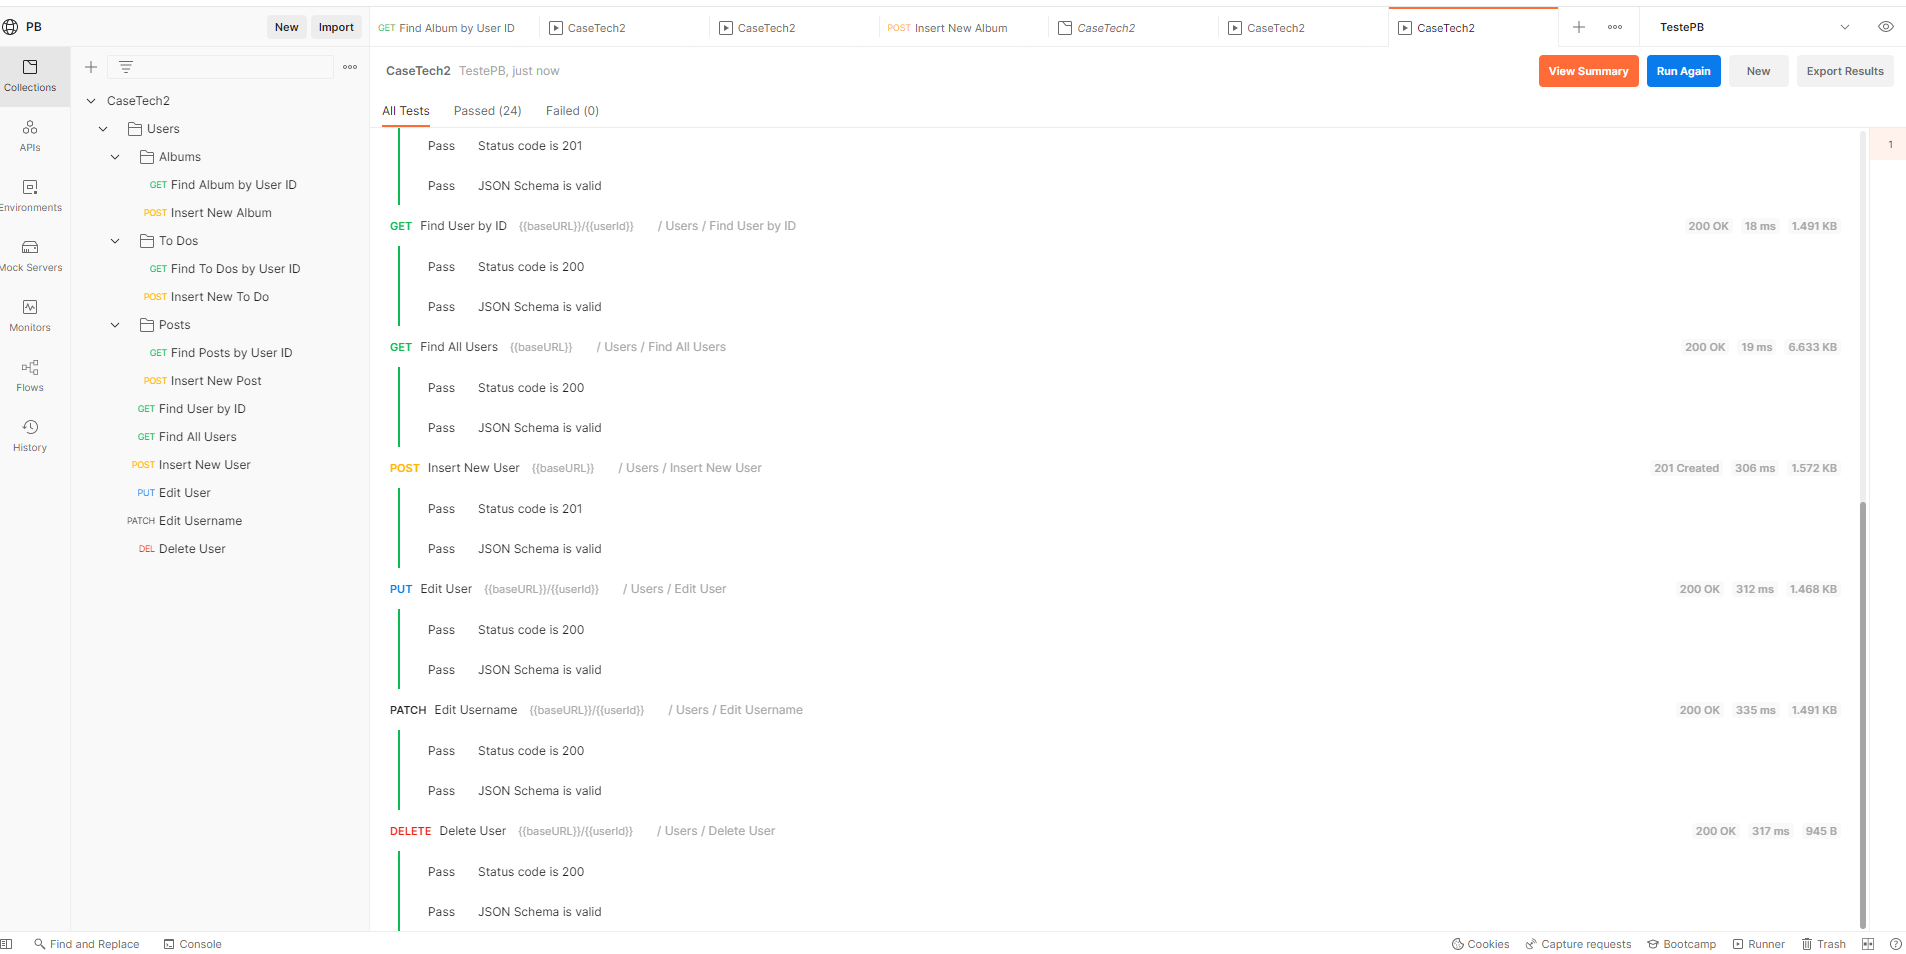 PB
New
Import
GET Find Album by User ID
CaseTech2
CaseTech2
POST Insert New Album
CaseTech2
CaseTech2
CaseTech2
TestePB
Collections
APIs
Environments
Mock Servers
Monitors
Flows
History
CaseTech2
Users
Albums
GET Find Album by User ID
POST Insert New Album
To Dos
GET Find To Dos by User ID
POST Insert New To Do
Posts
GET Find Posts by User ID
POST Insert New Post
GET Find User by ID
GET Find All Users
POST Insert New User
PUT Edit User
PATCH Edit Username
DEL Delete User
CaseTech2 TestePB, just now
View Summary
Run Again
New
Export Results
All Tests Passed (24) Failed (0)
1
Pass Status code is 201
Pass JSON Schema is valid
GET Find User by ID {{baseURL}}/{{userId}} / Users / Find User by ID 200 OK 18 ms 1.491 KB
Pass Status code is 200
Pass JSON Schema is valid
GET Find All Users {{baseURL}} / Users / Find All Users 200 OK 19 ms 6.633 KB
Pass Status code is 200
Pass JSON Schema is valid
POST Insert New User {{baseURL}} / Users / Insert New User 201 Created 306 ms 1.572 KB
Pass Status code is 201
Pass JSON Schema is valid
PUT Edit User {{baseURL}}/{{userId}} / Users / Edit User 200 OK 312 ms 1.468 KB
Pass Status code is 200
Pass JSON Schema is valid
PATCH Edit Username {{baseURL}}/{{userId}} / Users / Edit Username 200 OK 335 ms 1.491 KB
Pass Status code is 200
Pass JSON Schema is valid
DELETE Delete User {{baseURL}}/{{userId}} / Users / Delete User 200 OK 317 ms 945 B
Pass Status code is 200
Pass JSON Schema is valid
Find and Replace Console Cookies Capture requests Bootcamp Runner Trash